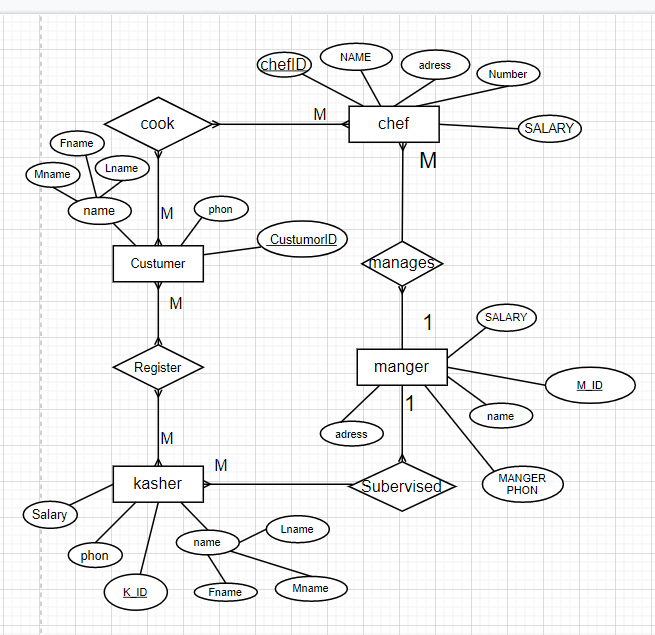 chefID
NAME
adress
Number
SALARY
cook
M
chef
M
Fname
Mname
Lname
name
M
phon
CustumorID
Custumer
M
manages
1
SALARY
Register
manger
M_ID
1
name
adress
M
M
kasher
Subervised
MANGER
PHON
Salary
phon
K_ID
name
Lname
Fname
Mname